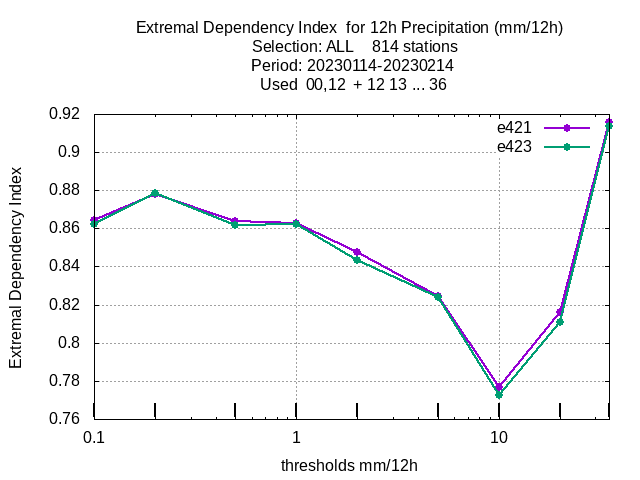 Extremal Dependency Index  for 12h Precipitation (mm/12h)
Selection: ALL    814 stations
Period: 20230114-20230214
Used  00,12  + 12 13 ... 36
e421
e423
Extremal Dependency Index
0.92
0.9
0.88
0.86
0.84
0.82
0.8
0.78
0.76
0.1 1 10
thresholds mm/12h